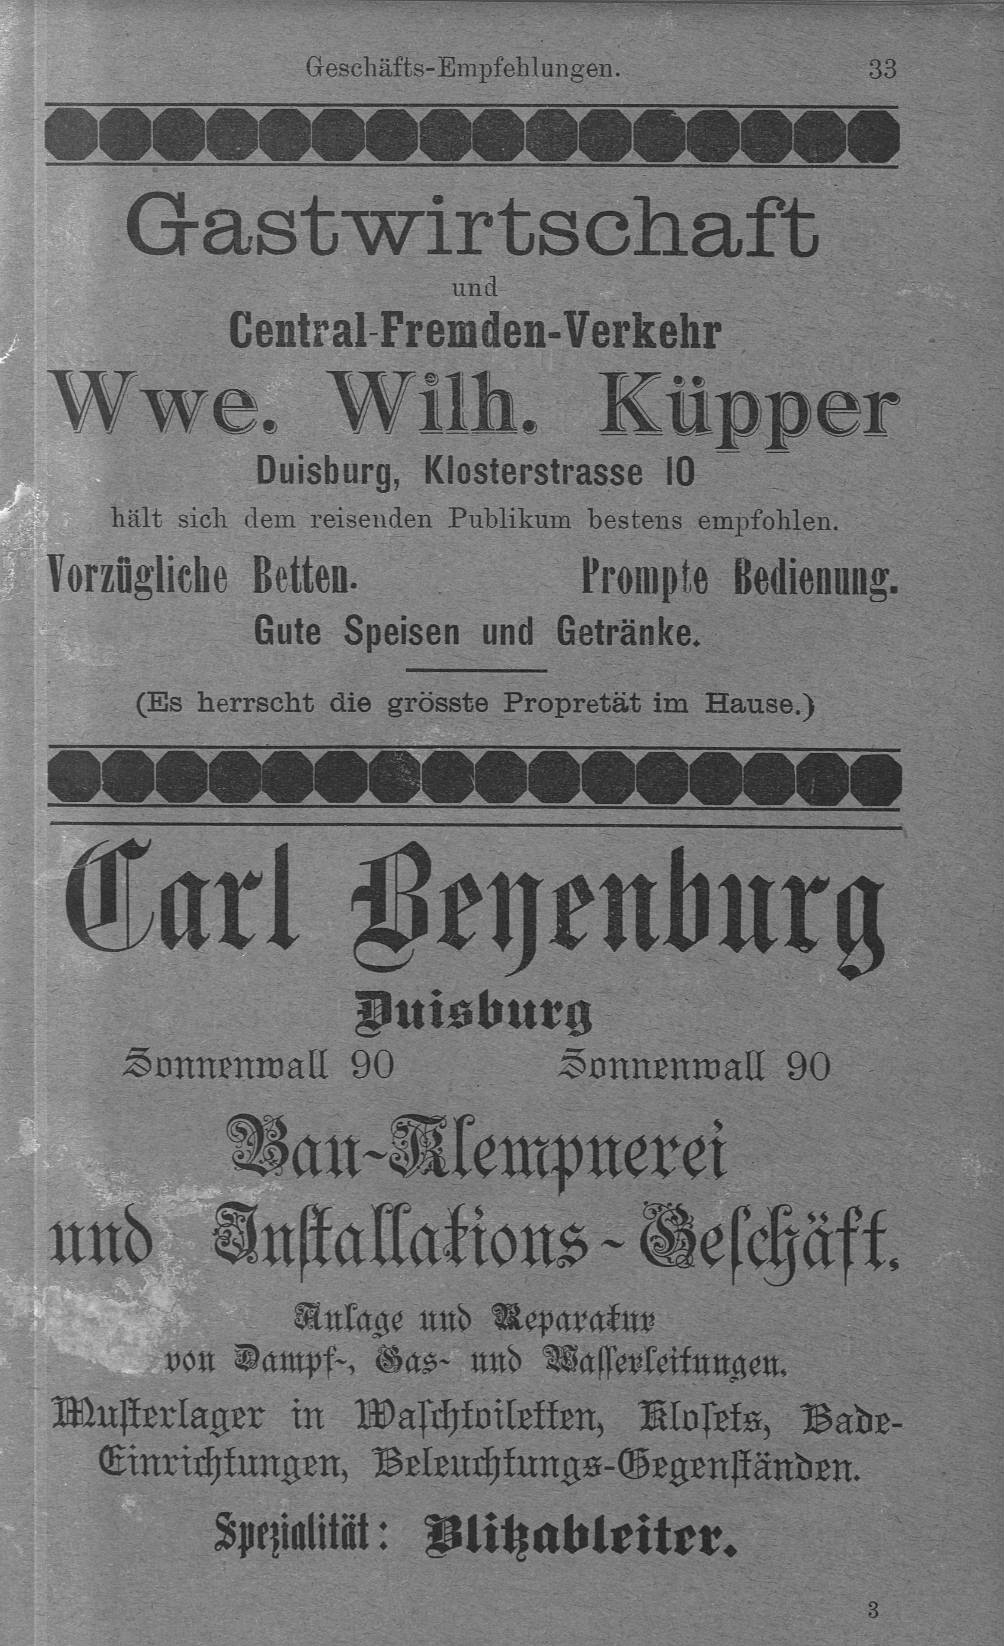 Geschäfts-Empfehlungen. 33
Gastwirtschaft
und
Central-Fremden-Verkehr
Wwe. Wilh. Küpper
Duisburg, Klosterstrasse 10
hält sich dem reisenden Publikum bestens empfohlen.
Vorzügliche Betten. Prompte Bedienung.
Gute Speisen und Getränke.
(Es herrscht die grösste Propretät im Hause.)
Carl Beyenburg
Duisburg
Sonnenwall 90 Sonnenwall 90
Bau-Klempnerei
und Installations-Geschäft.
Anlage und Reparatur
von Dampf-, Gas- und Wasserleitungen.
Musterlager in Waschtoiletten, Klosets, Bade-
Einrichtungen, Beleuchtungs-Gegenständen.
Spezialität: Blitzableiter.
3